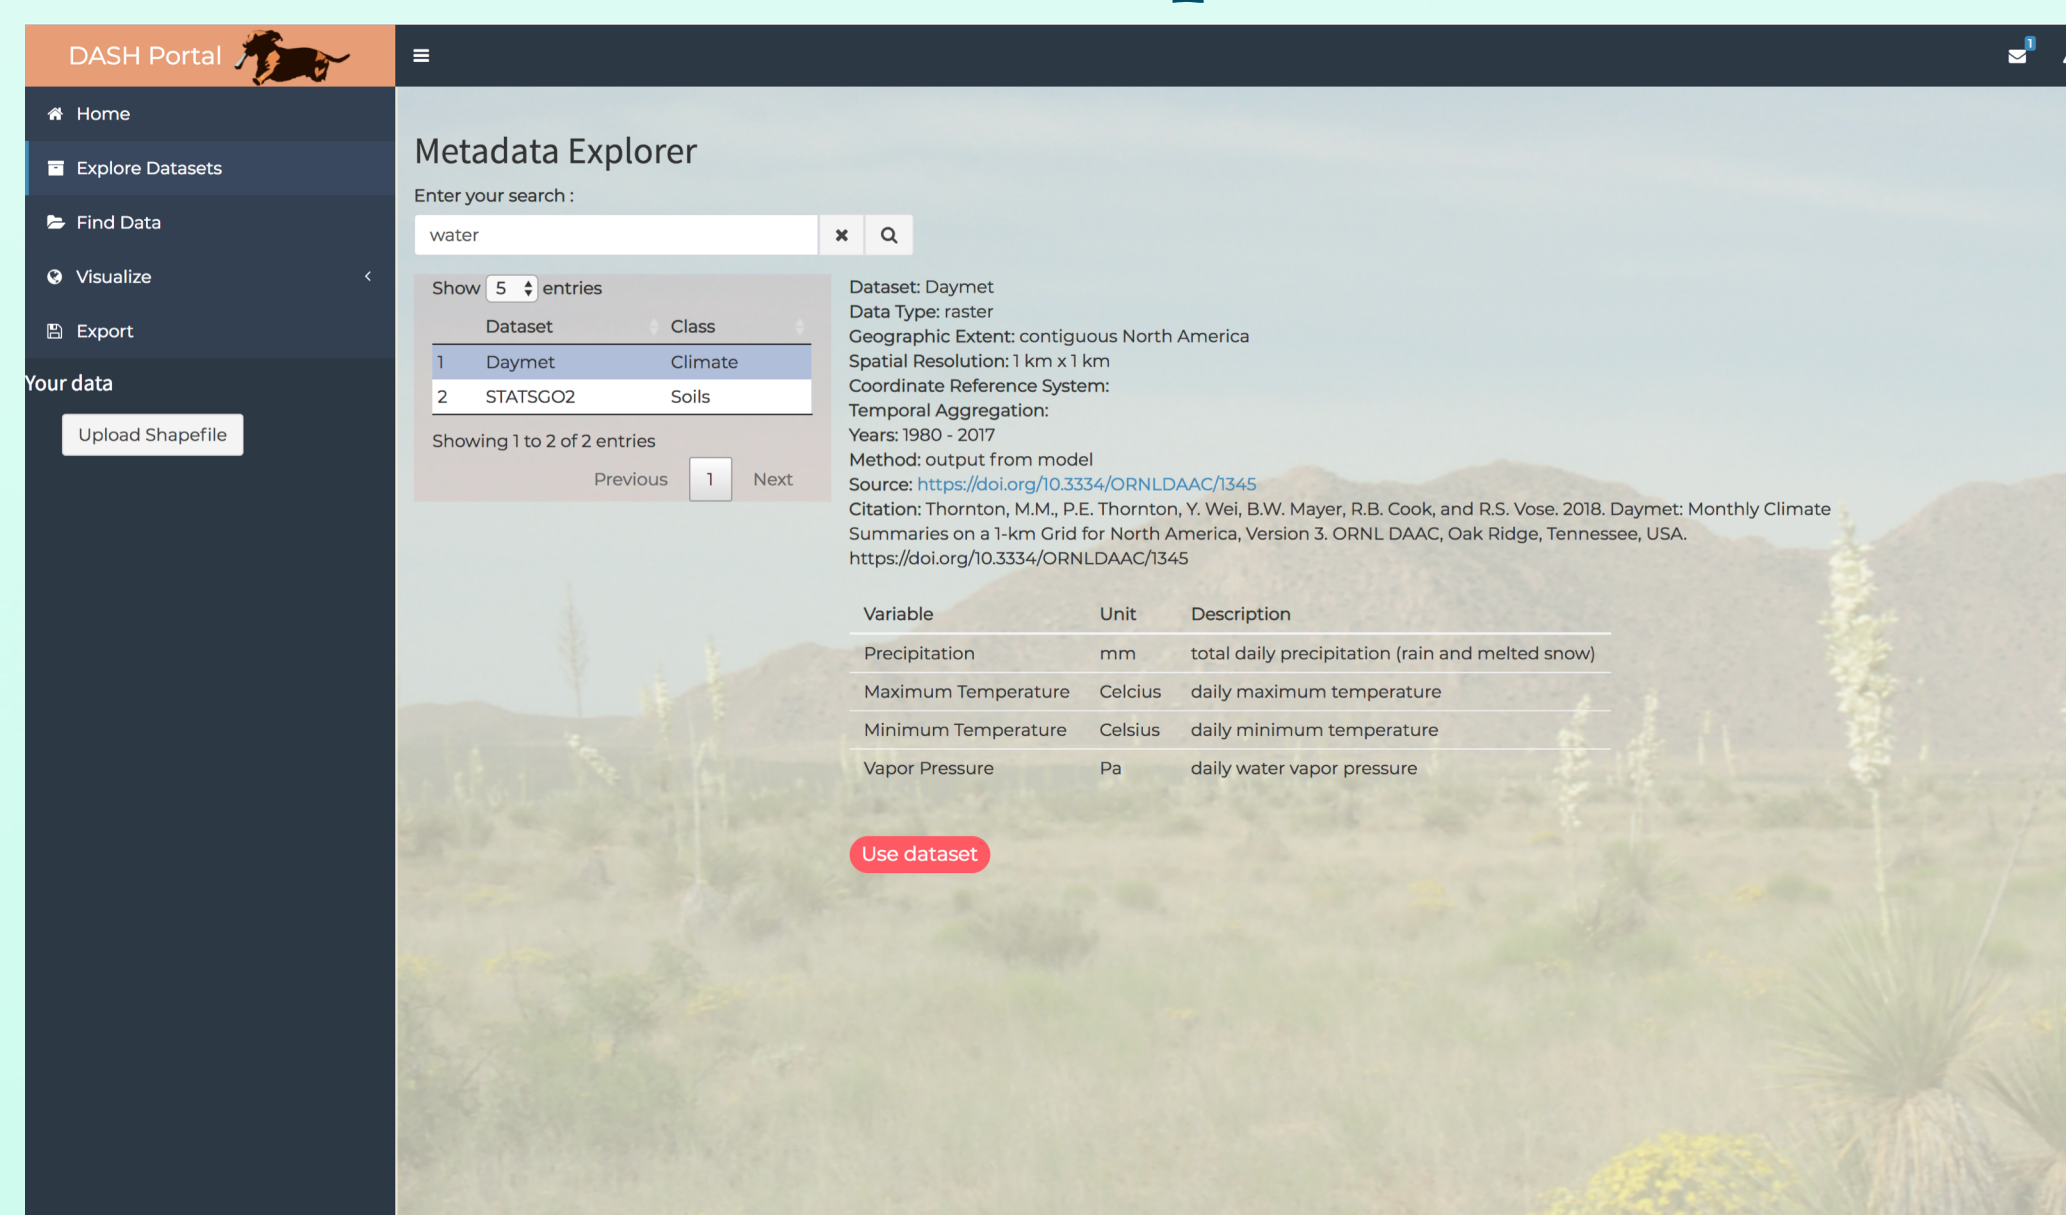 DASH Portal
1
Home
Explore Datasets
Find Data
Visualize
Export
Your data
Upload Shapefile
Metadata Explorer
Enter your search :
water
Show 5 entries
Dataset Class
1 Daymet Climate
2 STATSGO2 Soils
Showing 1 to 2 of 2 entries
Previous 1 Next
Dataset: Daymet
Data Type: raster
Geographic Extent: contiguous North America
Spatial Resolution: 1 km x 1 km
Coordinate Reference System:
Temporal Aggregation:
Years: 1980 - 2017
Method: output from model
Source: https://doi.org/10.3334/ORNLDAAC/1345
Citation: Thornton, M.M., P.E. Thornton, Y. Wei, B.W. Mayer, R.B. Cook, and R.S. Vose. 2018. Daymet: Monthly Climate
Summaries on a 1-km Grid for North America, Version 3. ORNL DAAC, Oak Ridge, Tennessee, USA.
https://doi.org/10.3334/ORNLDAAC/1345
Variable Unit Description
Precipitation mm total daily precipitation (rain and melted snow)
Maximum Temperature Celcius daily maximum temperature
Minimum Temperature Celsius daily minimum temperature
Vapor Pressure Pa daily water vapor pressure
Use dataset